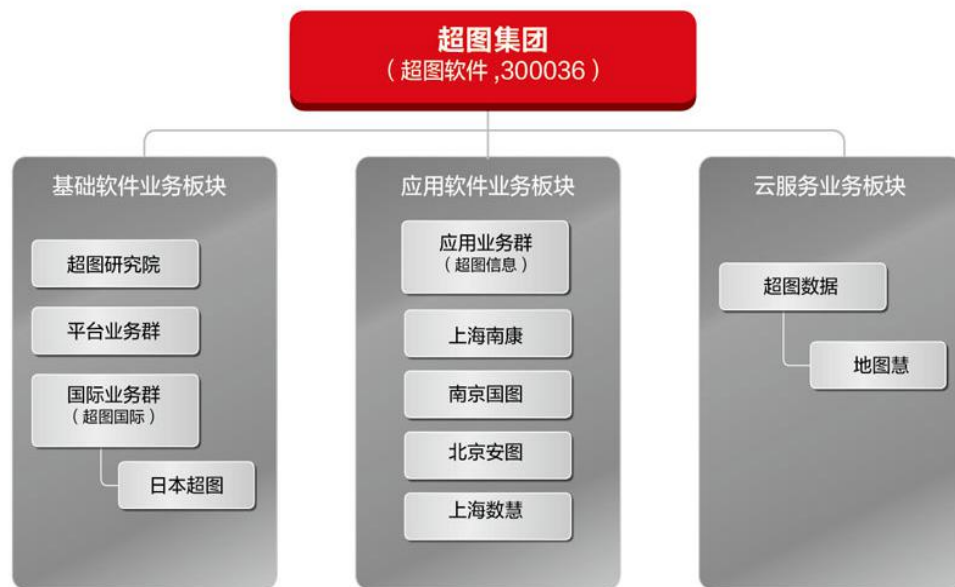 超图集团
（超图软件,300036）
基础软件业务板块
超图研究院
平台业务群
国际业务群
（超图国际）
日本超图
应用软件业务板块
应用业务群
（超图信息）
上海南康
南京国图
北京安图
上海数慧
云服务业务板块
超图数据
地图慧